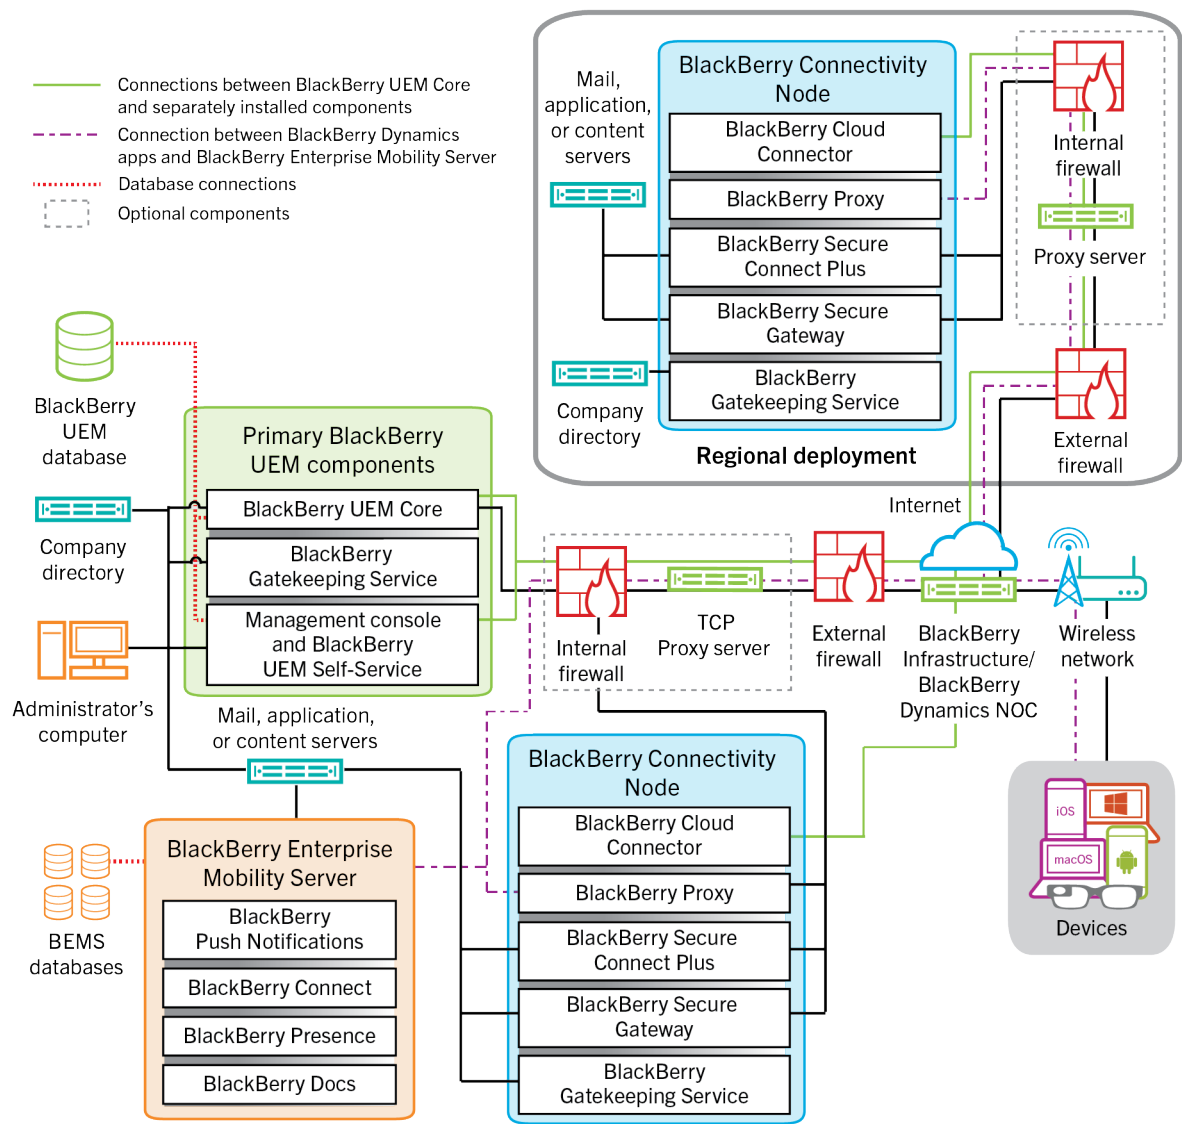 Connections between BlackBerry UEM Core
and separately installed components
Connection between BlackBerry Dynamics
apps and BlackBerry Enterprise Mobility Server
Database connections
Optional components
Mail,
application,
or content
servers
BlackBerry Connectivity
Node
BlackBerry Cloud
Connector
BlackBerry Proxy
BlackBerry Secure
Connect Plus
BlackBerry Secure
Gateway
BlackBerry
Gatekeeping Service
Company
directory
Internal
firewall
Proxy server
External
firewall
Regional deployment
BlackBerry
UEM
database
Company
directory
Administrator's
computer
Primary BlackBerry
UEM components
BlackBerry UEM Core
BlackBerry
Gatekeeping Service
Management console
and BlackBerry
UEM Self-Service
Internal
firewall
TCP
Proxy server
External
firewall
Internet
BlackBerry
Infrastructure/
BlackBerry
Dynamics NOC
Wireless
network
Mail, application,
or content servers
BlackBerry Enterprise
Mobility Server
BlackBerry
Push Notifications
BlackBerry Connect
BlackBerry Presence
BlackBerry Docs
BEMS
databases
BlackBerry Connectivity
Node
BlackBerry Cloud
Connector
BlackBerry Proxy
BlackBerry Secure
Connect Plus
BlackBerry Secure
Gateway
BlackBerry
Gatekeeping Service
iOS
macOS
Devices